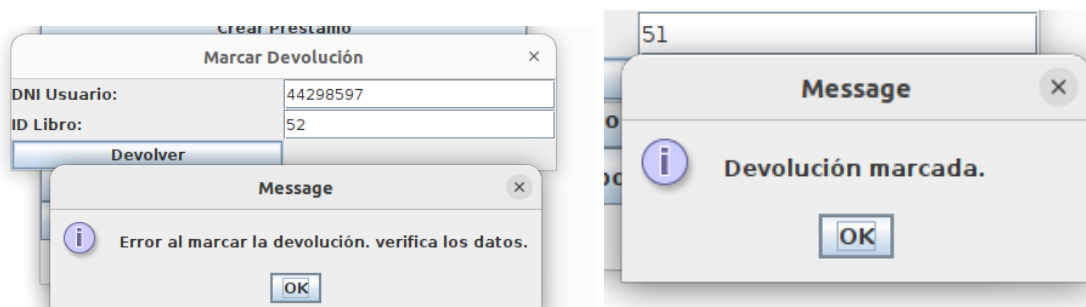 Crear Préstamo
Marcar Devolución
DNI Usuario:
44298597
ID Libro:
52
Devolver
Message
Error al marcar la devolución. verifica los datos.
OK
51
Message
Devolución marcada.
OK